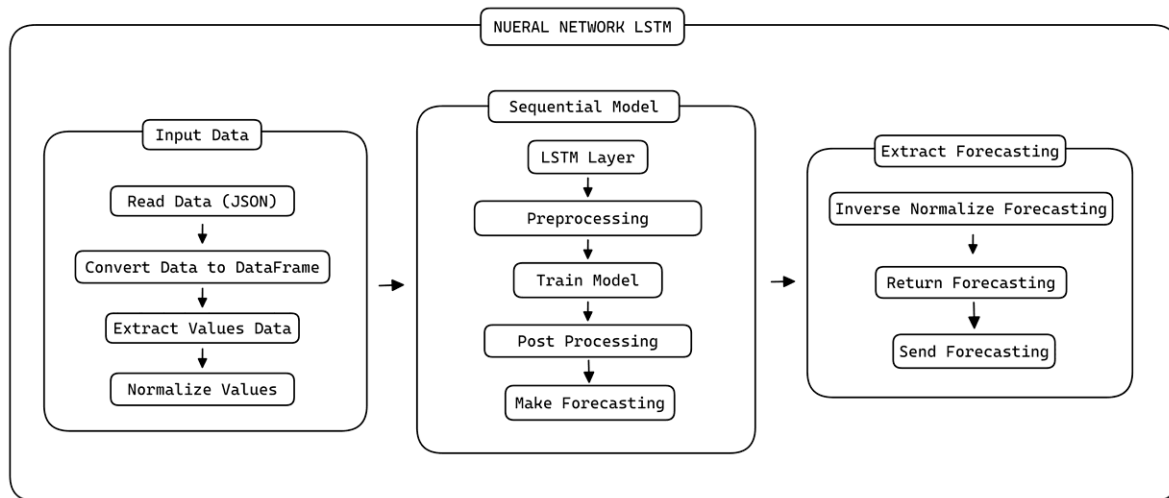 NUERAL NETWORK LSTM
Input Data
Read Data (JSON)
Convert Data to DataFrame
Extract Values Data
Normalize Values
Sequential Model
LSTM Layer
Preprocessing
Train Model
Post Processing
Make Forecasting
Extract Forecasting
Inverse Normalize Forecasting
Return Forecasting
Send Forecasting